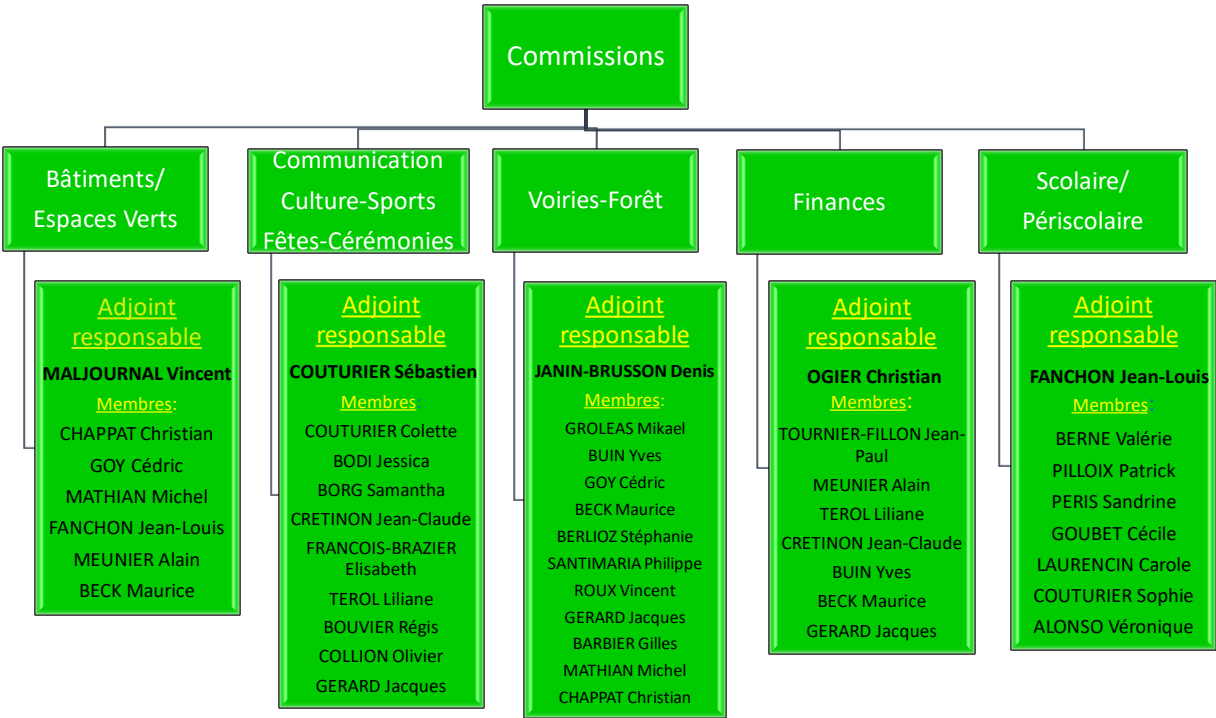 Commissions
Bâtiments/
Espaces Verts
Communication
Culture-Sports
Fêtes-Cérémonies
Voiries-Forêt
Finances
Scolaire/
Périscolaire
Adjoint
responsable
MALJOURNAL Vincent
Membres:
CHAPPAT Christian
GOY Cédric
MATHIAN Michel
FANCHON Jean-Louis
MEUNIER Alain
BECK Maurice
Adjoint
responsable
COUTURIER Sébastien
Membres
COUTURIER Colette
BODI Jessica
BORG Samantha
CRETINON Jean-Claude
FRANCOIS-BRAZIER
Elisabeth
TEROL Liliane
BOUVIER Régis
COLLION Olivier
GERARD Jacques
Adjoint
responsable
JANIN-BRUSSON Denis
Membres:
GROLEAS Mikael
BUIN Yves
GOY Cédric
BECK Maurice
BERLIOZ Stéphanie
SANTIMARIA Philippe
ROUX Vincent
GERARD Jacques
BARBIER Gilles
MATHIAN Michel
CHAPPAT Christian
Adjoint
responsable
OGIER Christian
Membres:
TOURNIER-FILLON Jean-
Paul
MEUNIER Alain
TEROL Liliane
CRETINON Jean-Claude
BUIN Yves
BECK Maurice
GERARD Jacques
Adjoint
responsable
FANCHON Jean-Louis
Membres:
BERNE Valérie
PILLOIX Patrick
PERIS Sandrine
GOUBET Cécile
LAURENCIN Carole
COUTURIER Sophie
ALONSO Véronique